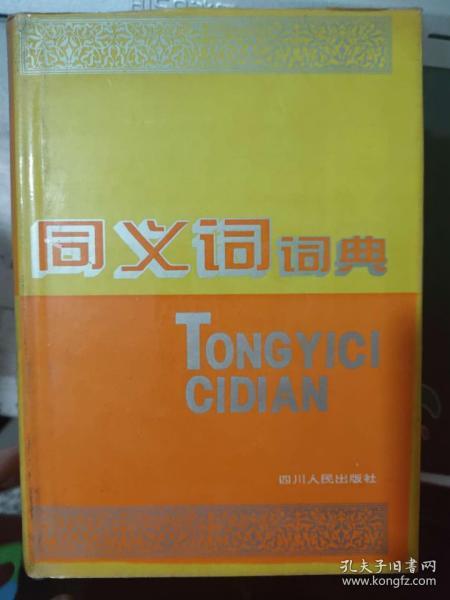 同义词词典
TONGYICI
CIDIAN
四川人民出版社
孔夫子旧书网
www.kongfz.com